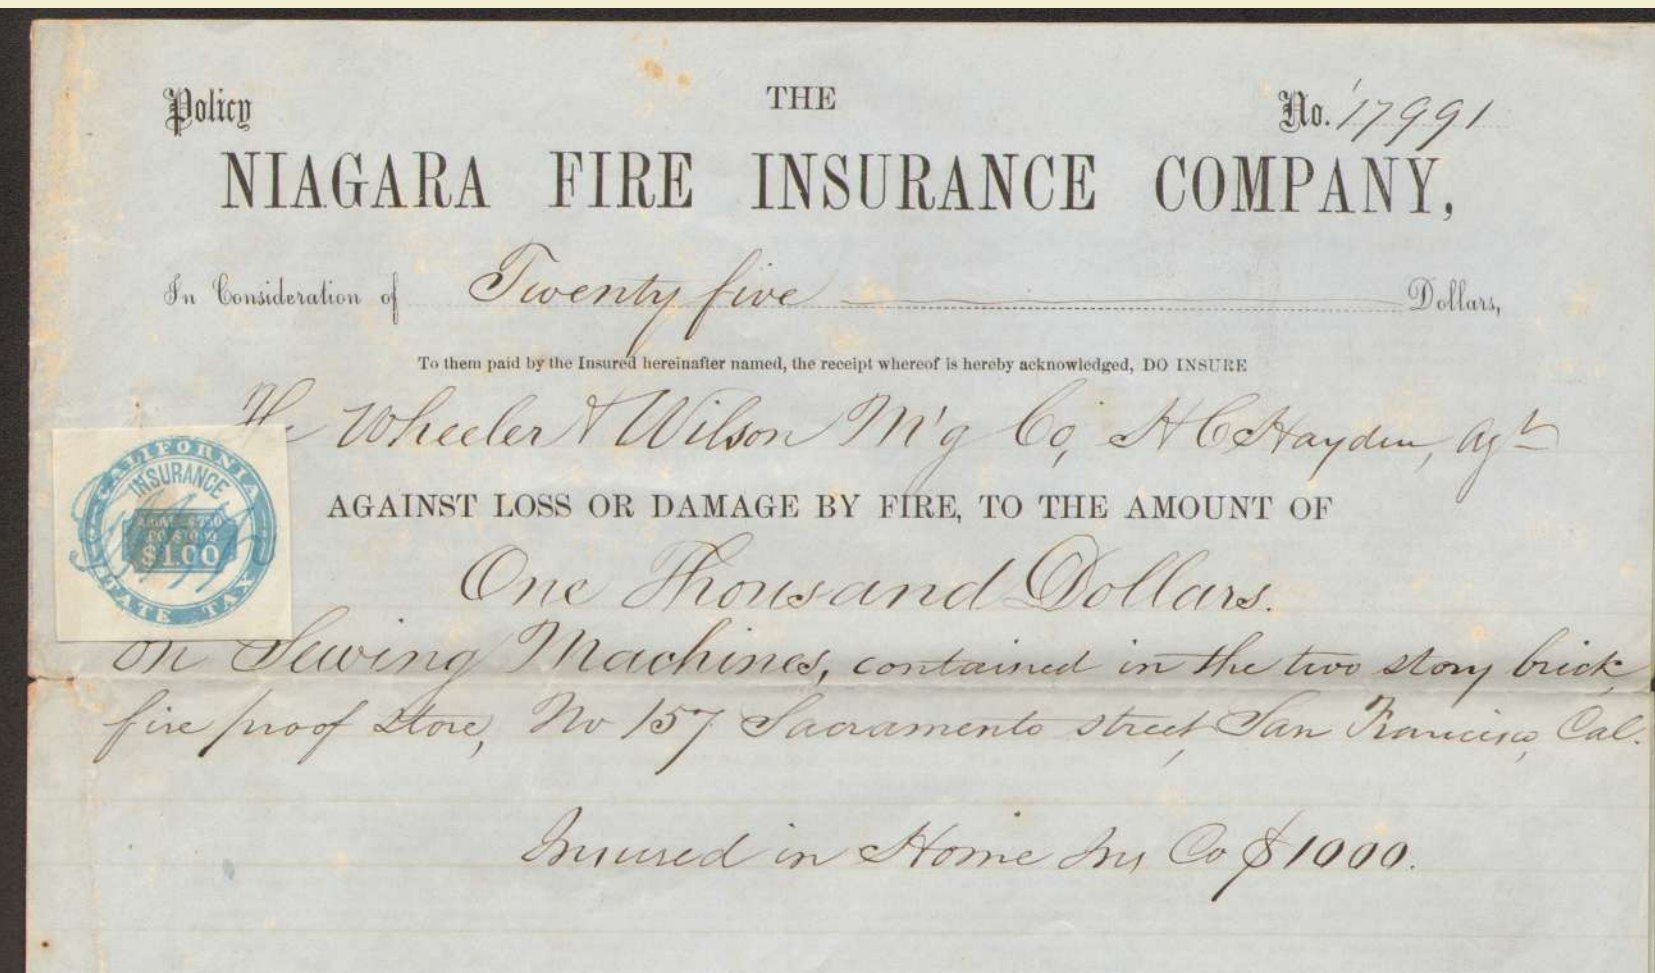 Policy THE No. 17991
NIAGARA FIRE INSURANCE COMPANY,
In Consideration of Twenty five Dollars,
To them paid by the Insured hereinafter named, the receipt whereof is hereby acknowledged, DO INSURE
The Wheeler & Wilson M'g Co, H C Hayden, Agt
CALIFORNIA
INSURANCE
$1.00
STATE TAX
AGAINST LOSS OR DAMAGE BY FIRE, TO THE AMOUNT OF
One Thousand Dollars.
on Sewing Machines, contained in the two story brick
fire proof store, No 157 Sacramento street, San Francisco, Cal.
Insured in Home Ins Co $1000.